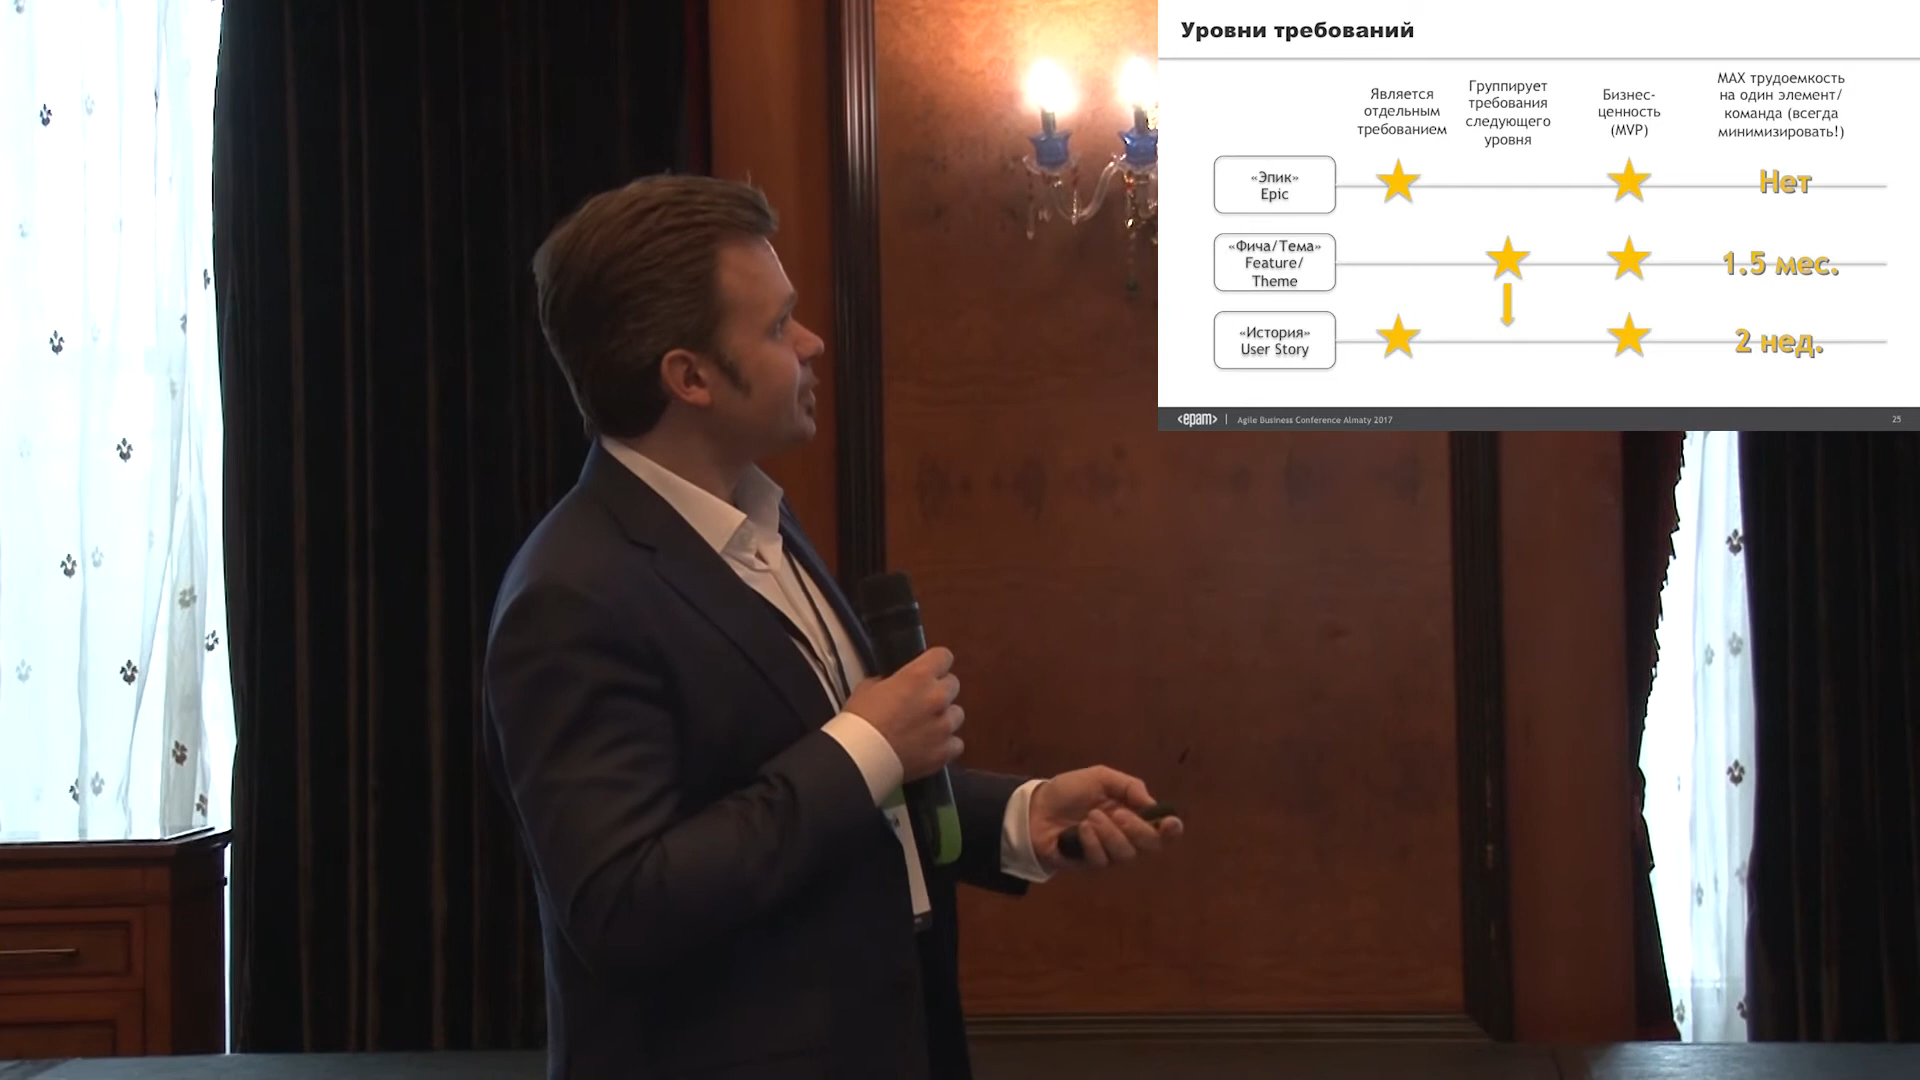 Уровни требований
Является
отдельным
требованием
Группирует
требования
следующего
уровня
Бизнес-
ценность
(MVP)
MAX трудоемкость
на один элемент/
команда (всегда
минимизировать!)
«Эпик»
Epic
Нет
«Фича/Тема»
Feature/
Theme
1.5 мес.
«История»
User Story
2 нед.
<epam> | Agile Business Conference Almaty 2017
25